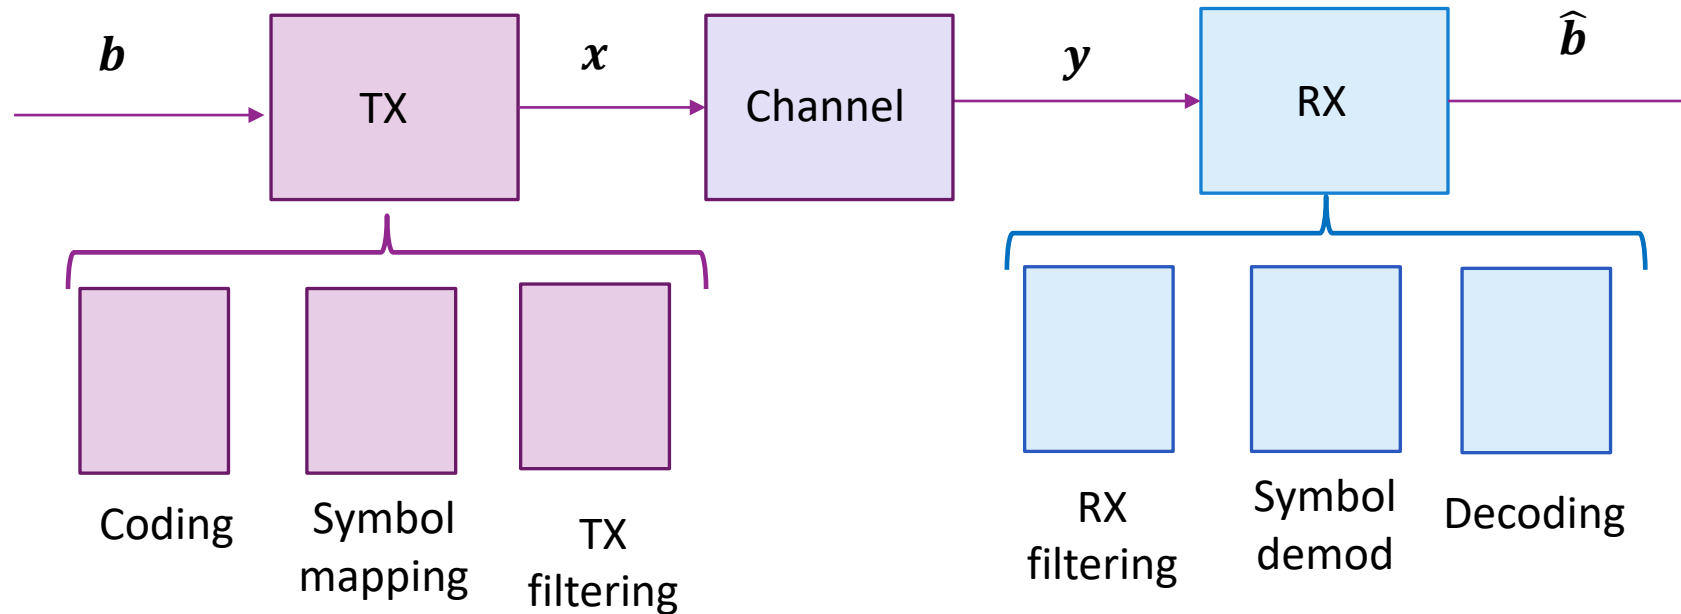 b
x
y
b̂
TX
Channel
RX
Coding
Symbol
mapping
TX
filtering
RX
filtering
Symbol
demod
Decoding